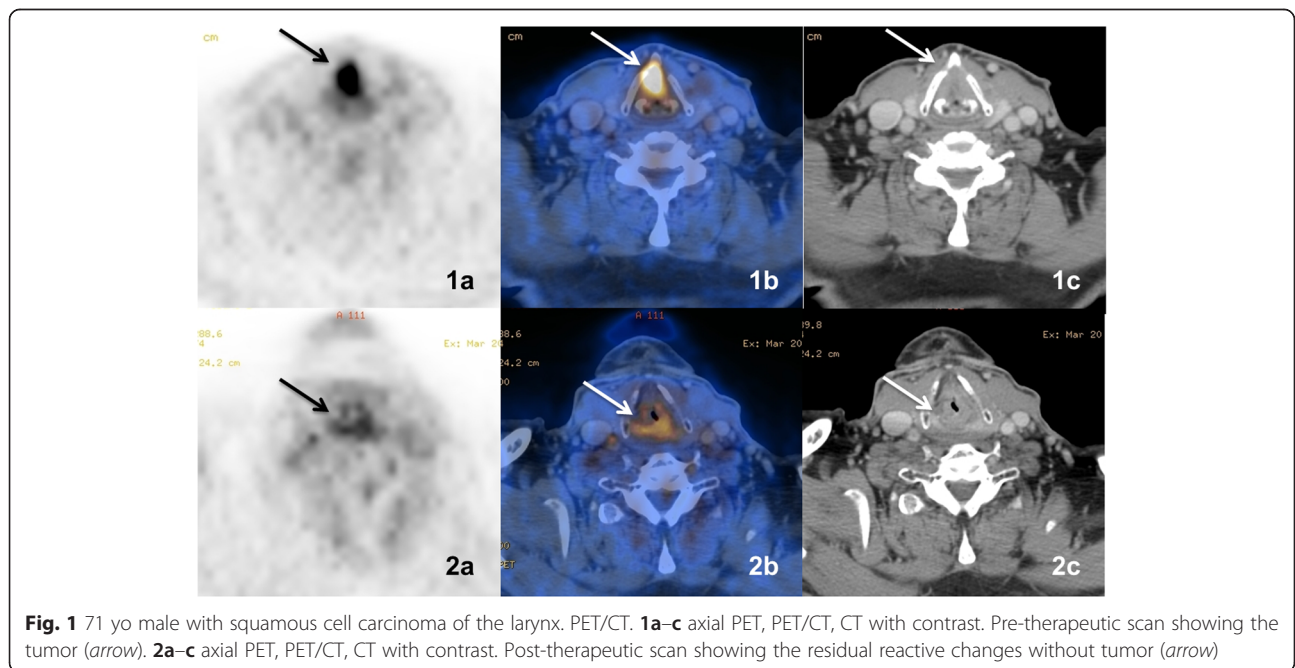 cm
cm
cm
1a
1b
1c
A 111
A 111
88.6
4
24.2 cm
Ex: Mar 20
88.6
24.2 cm
00
Ex: Mar 20
39.8
24.2 cm
Ex: Mar 20
00
ET
2a
2b
2c
Fig. 1 71 yo male with squamous cell carcinoma of the larynx. PET/CT. 1a–c axial PET, PET/CT, CT with contrast. Pre-therapeutic scan showing the
tumor (arrow). 2a–c axial PET, PET/CT, CT with contrast. Post-therapeutic scan showing the residual reactive changes without tumor (arrow)